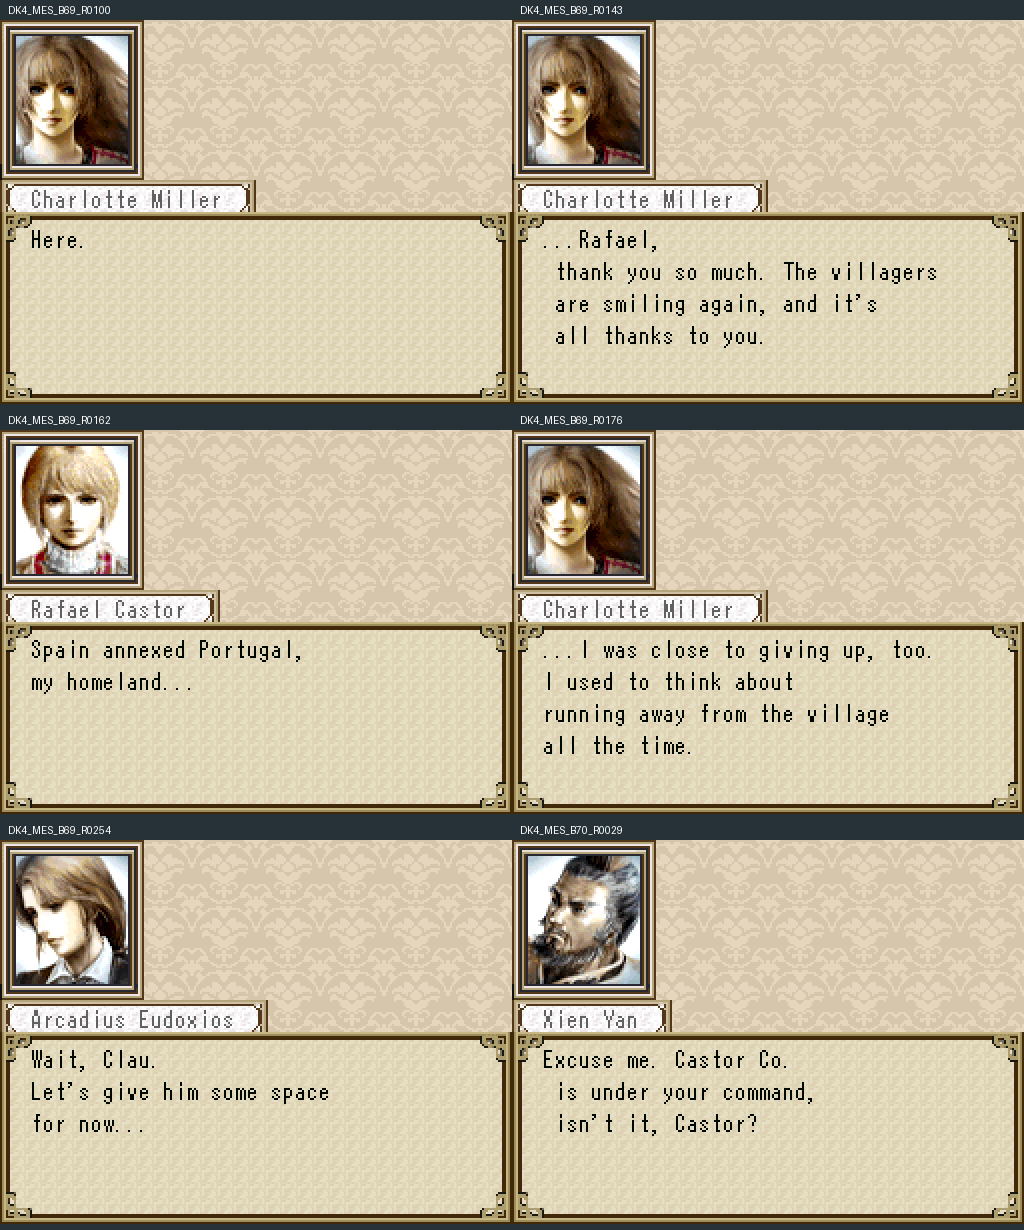 DK4_MES_B69_R0100
Charlotte Miller
Here.
DK4_MES_B69_R0143
Charlotte Miller
...Rafael,
thank you so much. The villagers
are smiling again, and it's
all thanks to you.
DK4_MES_B69_R0162
Rafael Castor
Spain annexed Portugal,
my homeland...
DK4_MES_B69_R0176
Charlotte Miller
...I was close to giving up, too.
I used to think about
running away from the village
all the time.
DK4_MES_B69_R0254
Arcadius Eudoxios
Wait, Clau.
Let's give him some space
for now...
DK4_MES_B70_R0029
Xien Yan
Excuse me. Castor Co.
is under your command,
isn't it, Castor?